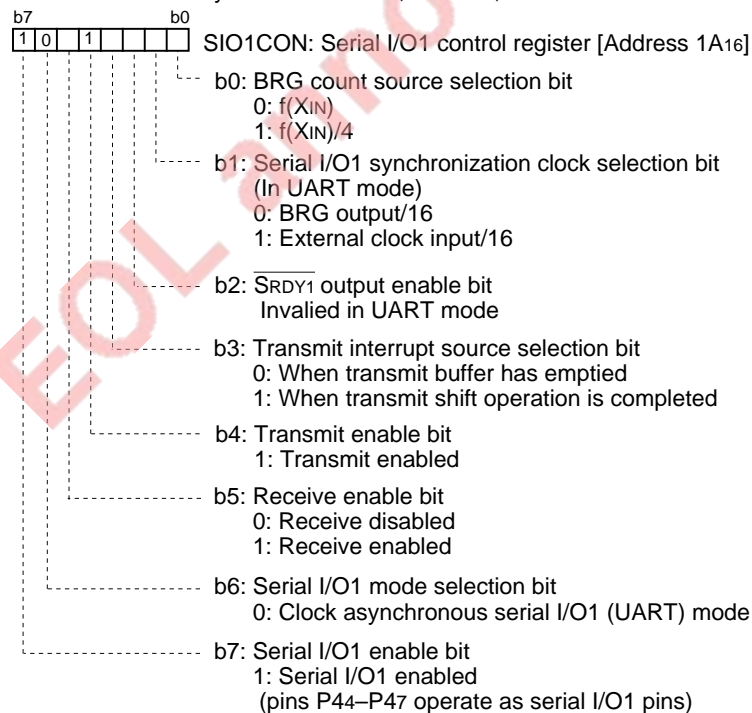 b7 b0
1 0 1 SIO1CON: Serial I/O1 control register [Address 1A16]
b0: BRG count source selection bit
0: f(XIN)
1: f(XIN)/4
b1: Serial I/O1 synchronization clock selection bit
(In UART mode)
0: BRG output/16
1: External clock input/16
b2: SRDY1 output enable bit
Invalied in UART mode
b3: Transmit interrupt source selection bit
0: When transmit buffer has emptied
1: When transmit shift operation is completed
b4: Transmit enable bit
1: Transmit enabled
b5: Receive enable bit
0: Receive disabled
1: Receive enabled
b6: Serial I/O1 mode selection bit
0: Clock asynchronous serial I/O1 (UART) mode
b7: Serial I/O1 enable bit
1: Serial I/O1 enabled
(pins P44–P47 operate as serial I/O1 pins)
EOL